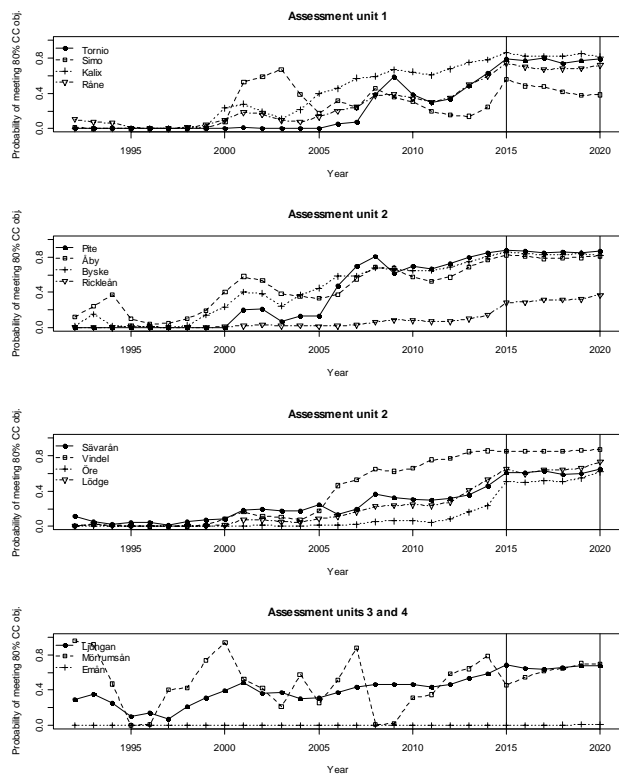 Assessment unit 1
Probability of meeting 80% CC obj.
0.0 0.4 0.8
Tornio
Simo
Kalix
Råne
1995 2000 2005 2010 2015 2020
Year
Assessment unit 2
Probability of meeting 80% CC obj.
0.0 0.4 0.8
Pite
Åby
Byske
Rickleån
1995 2000 2005 2010 2015 2020
Year
Assessment unit 2
Probability of meeting 80% CC obj.
0.0 0.4 0.8
Sävarån
Vindel
Öre
Lödge
1995 2000 2005 2010 2015 2020
Year
Assessment units 3 and 4
Probability of meeting 80% CC obj.
0.0 0.4 0.8
Ljungan
Mörrumsån
Emån
1995 2000 2005 2010 2015 2020
Year